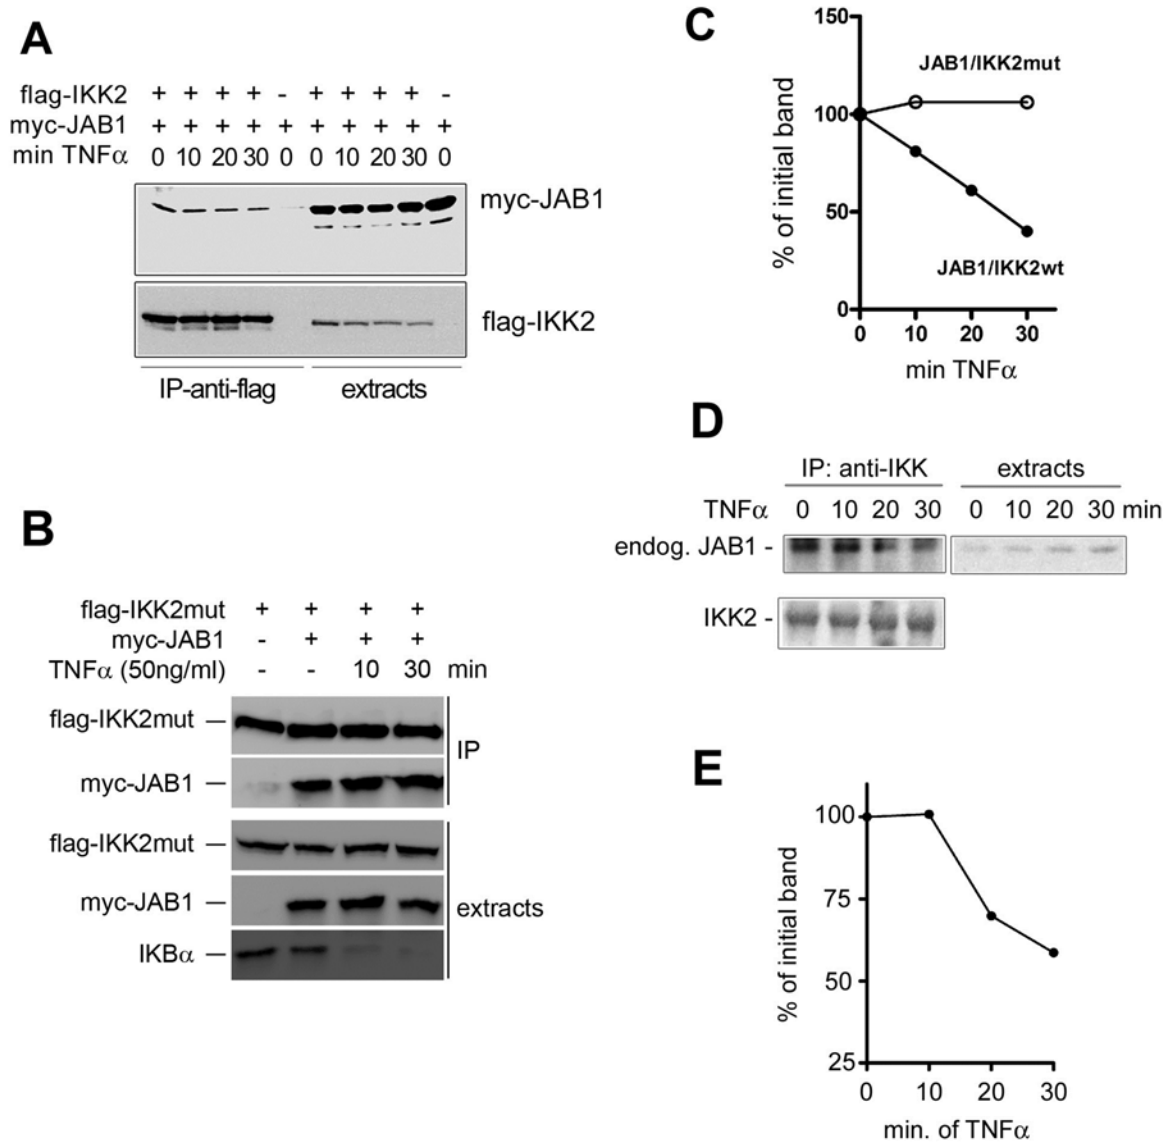 A
flag-IKK2 + + + + - + + + + -
myc-JAB1 + + + + + + + + + +
min TNFα 0 10 20 30 0 0 10 20 30 0
myc-JAB1
flag-IKK2
IP-anti-flag extracts
B
flag-IKK2mut + + + +
myc-JAB1 - + + +
TNFα (50ng/ml) - - 10 30 min
flag-IKK2mut
myc-JAB1
IP
flag-IKK2mut
myc-JAB1
IKBα
extracts
C
% of initial band
150
100
50
0
JAB1/IKK2mut
JAB1/IKK2wt
0 10 20 30
min TNFα
D
IP: anti-IKK extracts
TNFα 0 10 20 30 0 10 20 30 min
endog. JAB1 -
IKK2 -
E
% of initial band
100
75
50
25
0 10 20 30
min. of TNFα